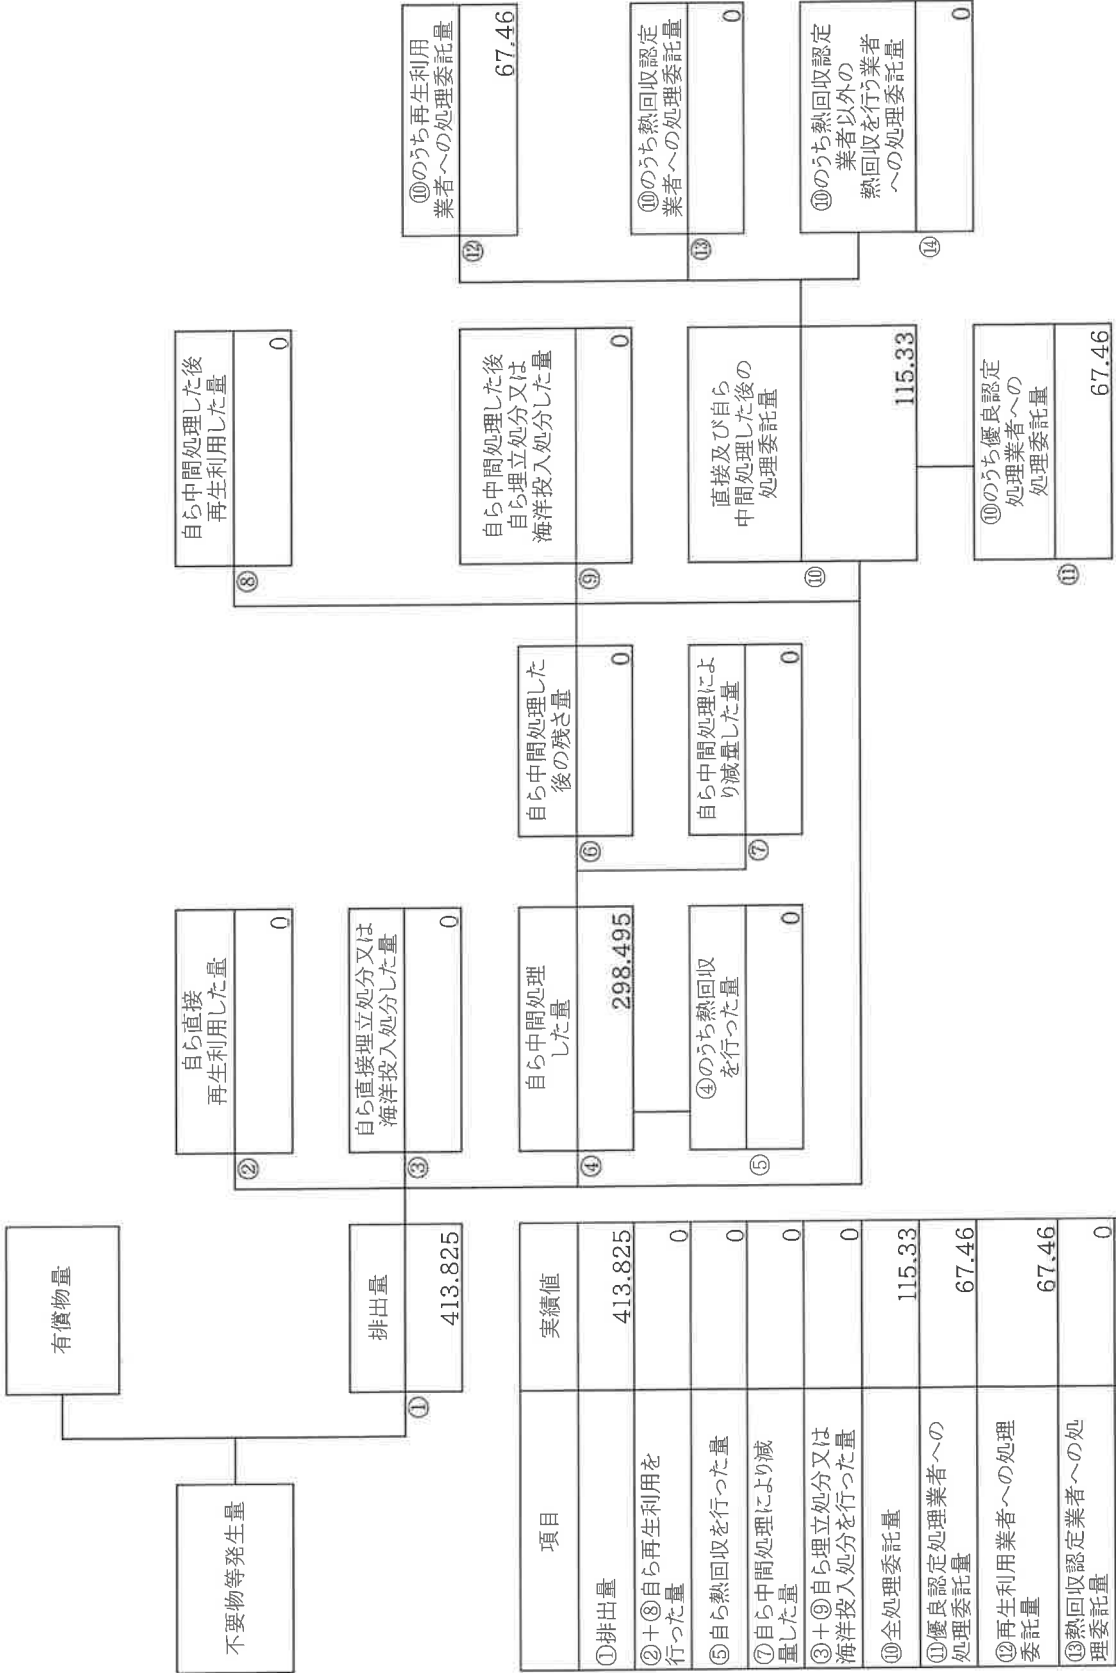 不要物等発生量
有償物量
①
排出量
413.825
②
自ら直接
再生利用した量
0
③
自ら直接埋立処分又は
海洋投入処分した量
0
④
自ら中間処理
した量
298.495
⑤
④のうち熱回収
を行った量
0
⑥
自ら中間処理した
後の残さ量
0
⑦
自ら中間処理によ
り減量した量
0
⑧
自ら中間処理した後
再生利用した量
0
⑨
自ら中間処理した後
自ら埋立処分又は
海洋投入処分した量
0
⑩
直接及び自ら
中間処理した後の
処理委託量
115.33
⑪
⑩のうち優良認定
処理業者への
処理委託量
67.46
⑫
⑩のうち再生利用
業者への処理委託量
67.46
⑬
⑩のうち熱回収認定
業者への処理委託量
0
⑭
⑩のうち熱回収認定
業者以外の
熱回収を行う業者
への処理委託量
0
項目 実績値
①排出量 413.825
②+⑧自ら再生利用を
行った量 0
⑤自ら熱回収を行った量 0
⑦自ら中間処理により減
量した量 0
③+⑨自ら埋立処分又は
海洋投入処分を行った量 0
⑩全処理委託量 115.33
⑪優良認定処理業者への
処理委託量 67.46
⑫再生利用業者への処理
委託量 67.46
⑬熱回収認定業者への処
理委託量 0